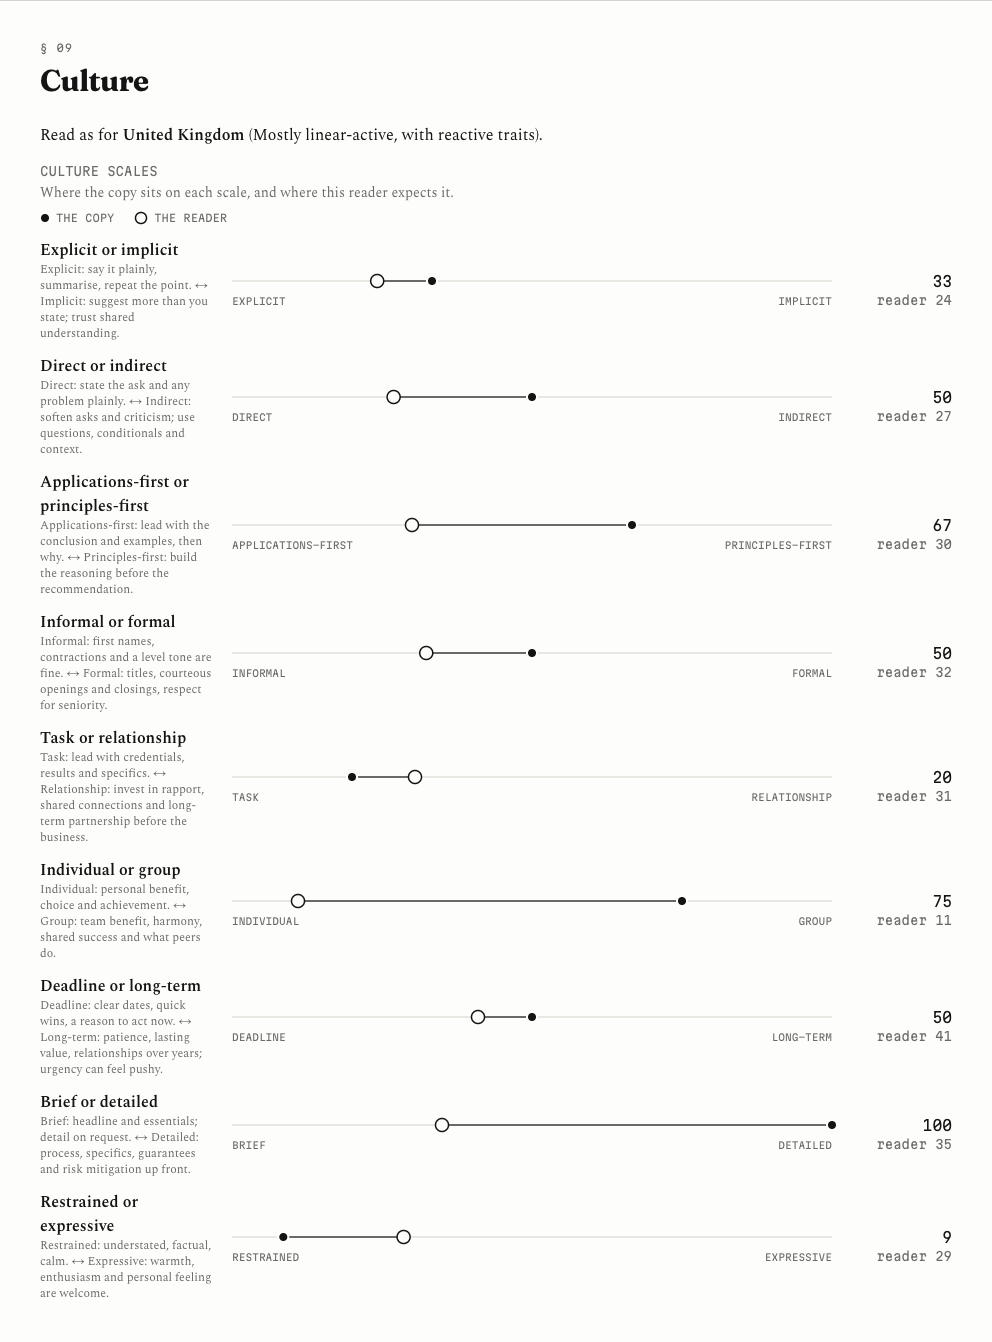 § 09
Culture
Read as for United Kingdom (Mostly linear-active, with reactive traits).
CULTURE SCALES
Where the copy sits on each scale, and where this reader expects it.
THE COPY THE READER
Explicit or implicit
Explicit: say it plainly,
summarise, repeat the point. ↔
Implicit: suggest more than you
state; trust shared
understanding.
EXPLICIT IMPLICIT
33
reader 24
Direct or indirect
Direct: state the ask and any
problem plainly. ↔ Indirect:
soften asks and criticism; use
questions, conditionals and
context.
DIRECT INDIRECT
50
reader 27
Applications-first or
principles-first
Applications-first: lead with the
conclusion and examples, then
why. ↔ Principles-first: build
the reasoning before the
recommendation.
APPLICATIONS-FIRST PRINCIPLES-FIRST
67
reader 30
Informal or formal
Informal: first names,
contractions and a level tone are
fine. ↔ Formal: titles, courteous
openings and closings, respect
for seniority.
INFORMAL FORMAL
50
reader 32
Task or relationship
Task: lead with credentials,
results and specifics. ↔
Relationship: invest in rapport,
shared connections and long-
term partnership before the
business.
TASK RELATIONSHIP
20
reader 31
Individual or group
Individual: personal benefit,
choice and achievement. ↔
Group: team benefit, harmony,
shared success and what peers
do.
INDIVIDUAL GROUP
75
reader 11
Deadline or long-term
Deadline: clear dates, quick
wins, a reason to act now. ↔
Long-term: patience, lasting
value, relationships over years;
urgency can feel pushy.
DEADLINE LONG-TERM
50
reader 41
Brief or detailed
Brief: headline and essentials;
detail on request. ↔ Detailed:
process, specifics, guarantees
and risk mitigation up front.
BRIEF DETAILED
100
reader 35
Restrained or
expressive
Restrained: understated, factual,
calm. ↔ Expressive: warmth,
enthusiasm and personal feeling
are welcome.
RESTRAINED EXPRESSIVE
9
reader 29